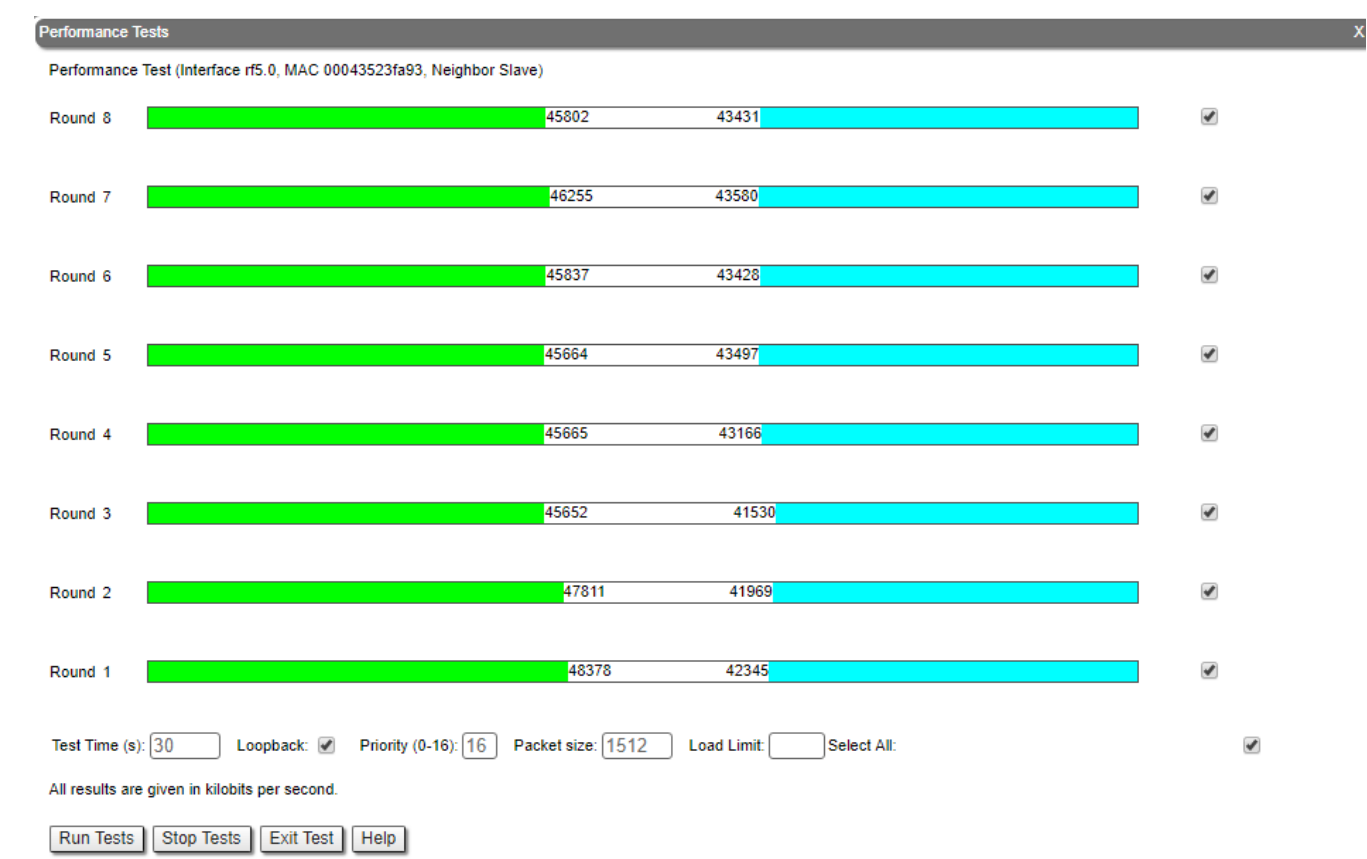 Performance Tests X
Performance Test (Interface rf5.0, MAC 00043523fa93, Neighbor Slave)
Round 8 45802 43431
Round 7 46255 43580
Round 6 45837 43428
Round 5 45664 43497
Round 4 45665 43166
Round 3 45652 41530
Round 2 47811 41969
Round 1 48378 42345
Test Time (s): 30 Loopback: Priority (0-16): 16 Packet size: 1512 Load Limit: Select All:
All results are given in kilobits per second.
Run Tests Stop Tests Exit Test Help